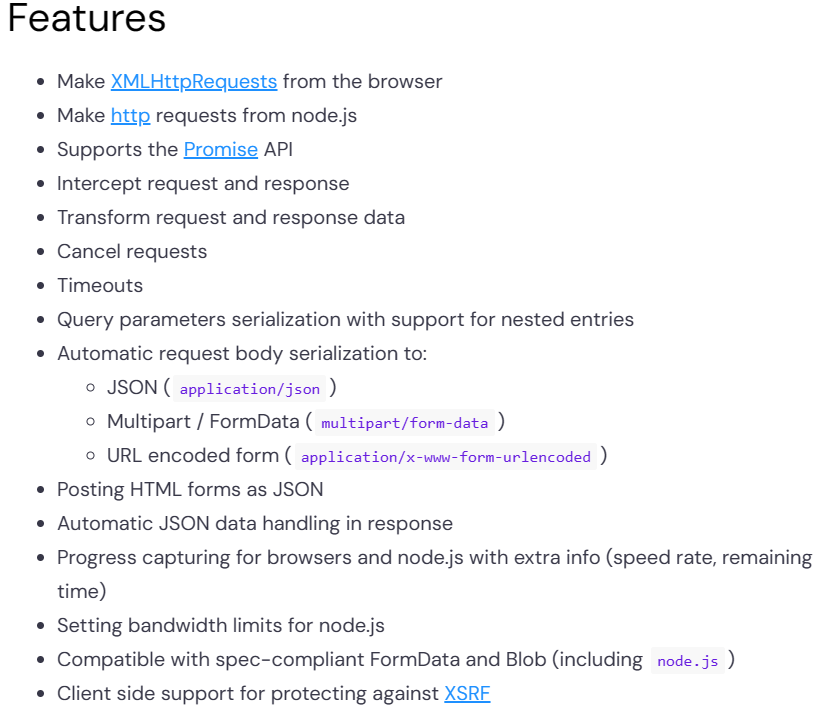 Features
Make XMLHttpRequests from the browser
Make http requests from node.js
Supports the Promise API
Intercept request and response
Transform request and response data
Cancel requests
Timeouts
Query parameters serialization with support for nested entries
Automatic request body serialization to:
JSON ( application/json )
Multipart / FormData ( multipart/form-data )
URL encoded form ( application/x-www-form-urlencoded )
Posting HTML forms as JSON
Automatic JSON data handling in response
Progress capturing for browsers and node.js with extra info (speed rate, remaining
time)
Setting bandwidth limits for node.js
Compatible with spec-compliant FormData and Blob (including node.js )
Client side support for protecting against XSRF